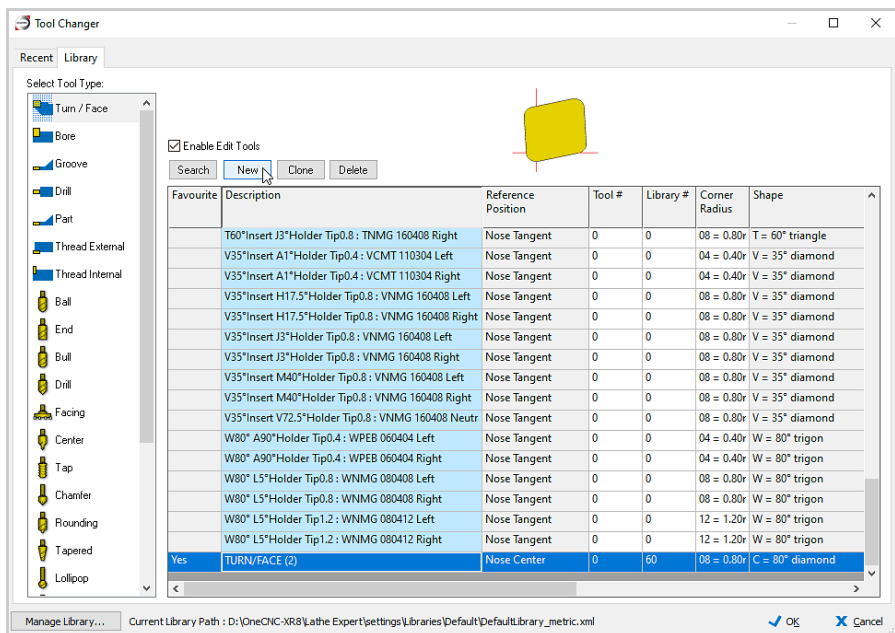 Tool Changer
Recent Library
Select Tool Type:
Turn / Face
Bore
Groove
Drill
Part
Thread External
Thread Internal
Ball
End
Bull
Drill
Facing
Center
Tap
Chamfer
Rounding
Tapered
Lollipop
Enable Edit Tools
Search New Clone Delete
Favourite Description Reference Position Tool # Library # Corner Radius Shape
T60°Insert J3°Holder Tip0.8 : TNMG 160408 Right Nose Tangent 0 0 08 = 0.80r T = 60° triangle
V35°Insert A1°Holder Tip0.4 : VCMT 110304 Left Nose Tangent 0 0 04 = 0.40r V = 35° diamond
V35°Insert A1°Holder Tip0.4 : VCMT 110304 Right Nose Tangent 0 0 04 = 0.40r V = 35° diamond
V35°Insert H17.5°Holder Tip0.8 : VNMG 160408 Left Nose Tangent 0 0 08 = 0.80r V = 35° diamond
V35°Insert H17.5°Holder Tip0.8 : VNMG 160408 Right Nose Tangent 0 0 08 = 0.80r V = 35° diamond
V35°Insert J3°Holder Tip0.8 : VNMG 160408 Left Nose Tangent 0 0 08 = 0.80r V = 35° diamond
V35°Insert J3°Holder Tip0.8 : VNMG 160408 Right Nose Tangent 0 0 08 = 0.80r V = 35° diamond
V35°Insert M40°Holder Tip0.8 : VNMG 160408 Left Nose Tangent 0 0 08 = 0.80r V = 35° diamond
V35°Insert M40°Holder Tip0.8 : VNMG 160408 Right Nose Tangent 0 0 08 = 0.80r V = 35° diamond
V35°Insert V72.5°Holder Tip0.8 : VNMG 160408 Neutr Nose Tangent 0 0 08 = 0.80r V = 35° diamond
W80° A90°Holder Tip0.4 : WPEB 060404 Left Nose Tangent 0 0 04 = 0.40r W = 80° trigon
W80° A90°Holder Tip0.4 : WPEB 060404 Right Nose Tangent 0 0 04 = 0.40r W = 80° trigon
W80° L5°Holder Tip0.8 : WNMG 080408 Left Nose Tangent 0 0 08 = 0.80r W = 80° trigon
W80° L5°Holder Tip0.8 : WNMG 080408 Right Nose Tangent 0 0 08 = 0.80r W = 80° trigon
W80° L5°Holder Tip1.2 : WNMG 080412 Left Nose Tangent 0 0 12 = 1.20r W = 80° trigon
W80° L5°Holder Tip1.2 : WNMG 080412 Right Nose Tangent 0 0 12 = 1.20r W = 80° trigon
Yes TURN/FACE (2) Nose Center 0 60 08 = 0.80r C = 80° diamond
Manage Library... Current Library Path : D:\OneCNC-XR8\Lathe Expert\settings\Libraries\Default\DefaultLibrary_metric.xml OK Cancel